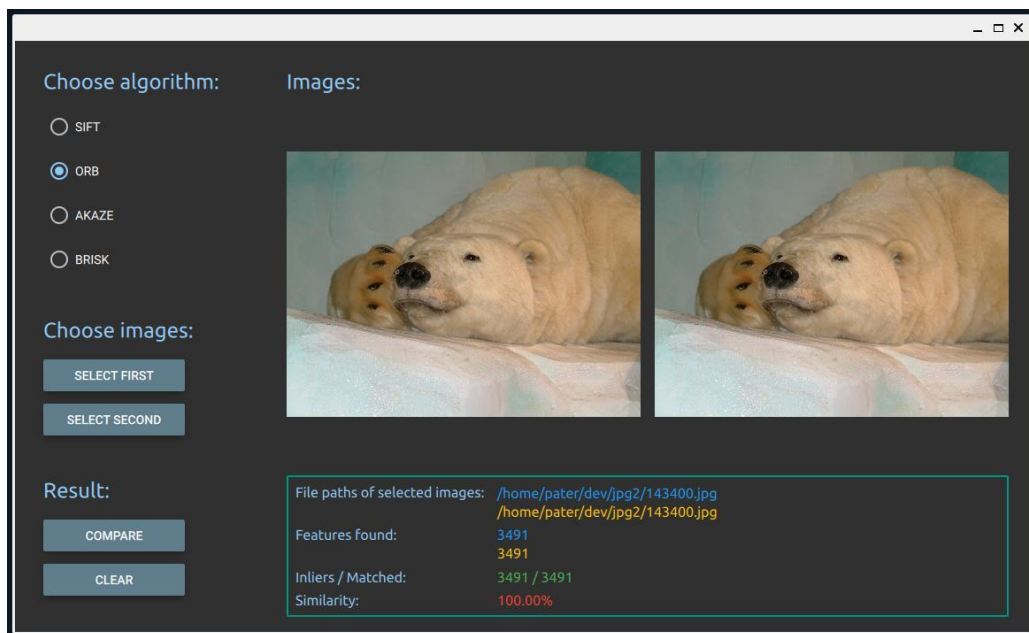 Choose algorithm:
SIFT
ORB
AKAZE
BRISK
Choose images:
SELECT FIRST
SELECT SECOND
Result:
COMPARE
CLEAR
Images:
File paths of selected images: /home/pater/dev/jpg2/143400.jpg
/home/pater/dev/jpg2/143400.jpg
Features found: 3491
3491
Inliers / Matched: 3491 / 3491
Similarity: 100.00%